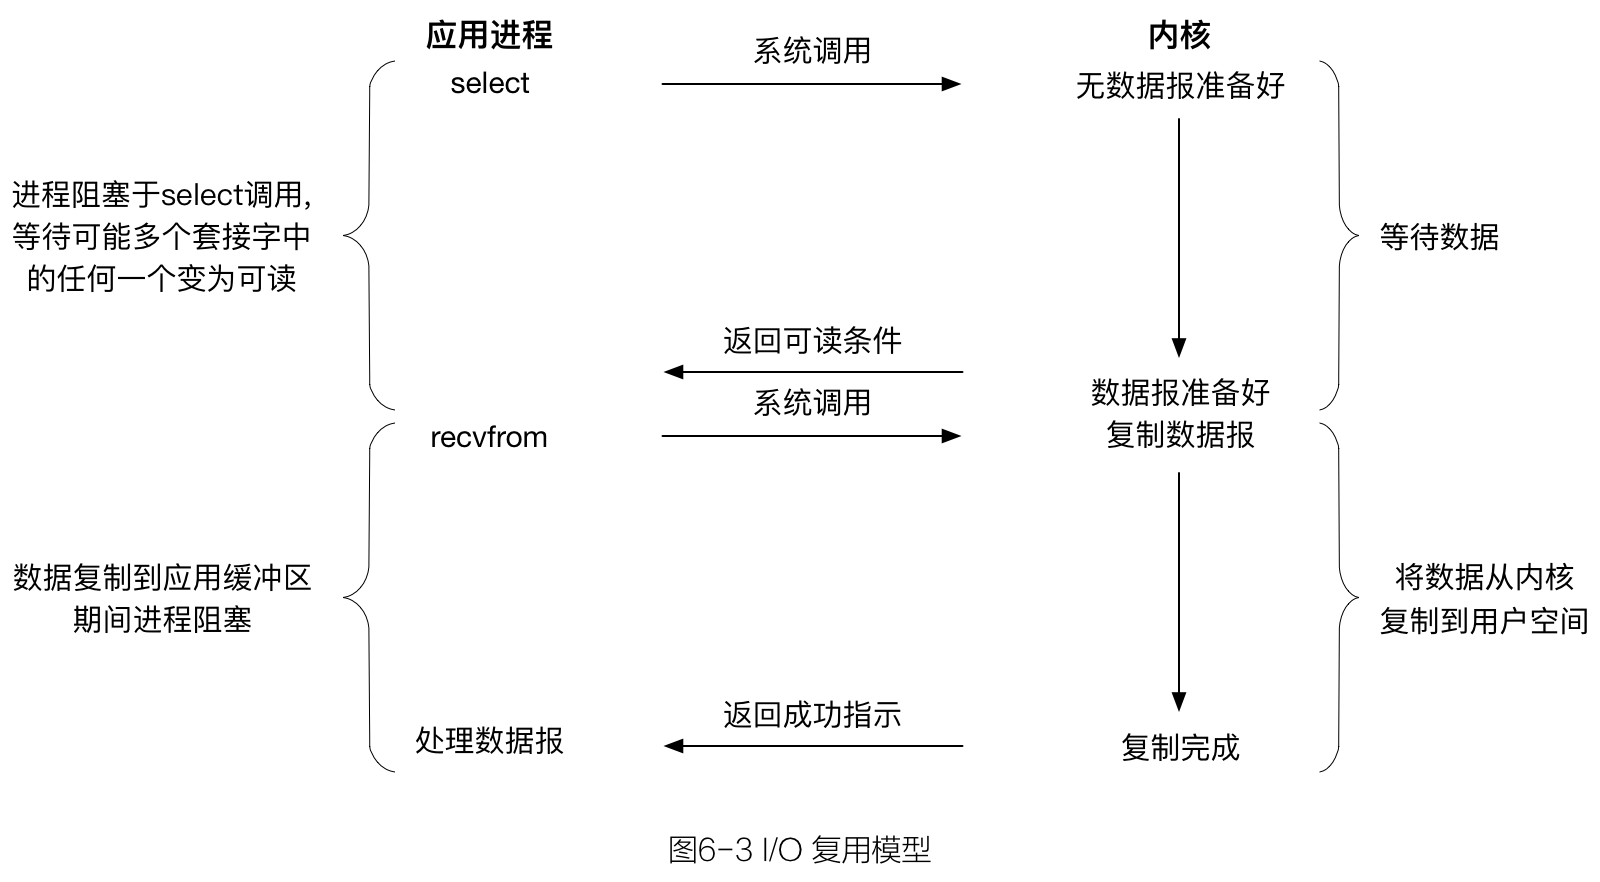 应用进程
系统调用
内核
select
无数据报准备好
进程阻塞于select调用,
等待可能多个套接字中
的任何一个变为可读
等待数据
返回可读条件
数据报准备好
系统调用
recvfrom
复制数据报
数据复制到应用缓冲区
期间进程阻塞
将数据从内核
复制到用户空间
返回成功指示
处理数据报
复制完成
图6-3 I/O 复用模型